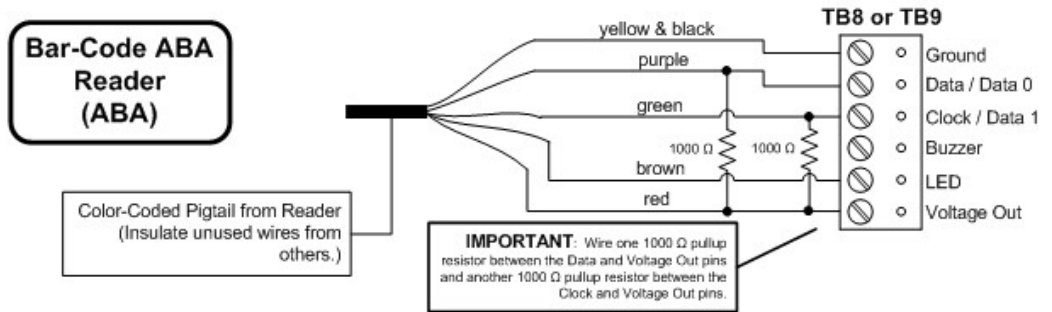 Bar-Code ABA
Reader
(ABA)
TB8 or TB9
yellow & black
Ground
purple
Data / Data 0
green
Clock / Data 1
1000 Ω
1000 Ω
Buzzer
brown
LED
red
Voltage Out
Color-Coded Pigtail from Reader
(Insulate unused wires from
others.)
IMPORTANT: Wire one 1000 Ω pullup
resistor between the Data and Voltage Out pins
and another 1000 Ω pullup resistor between the
Clock and Voltage Out pins.